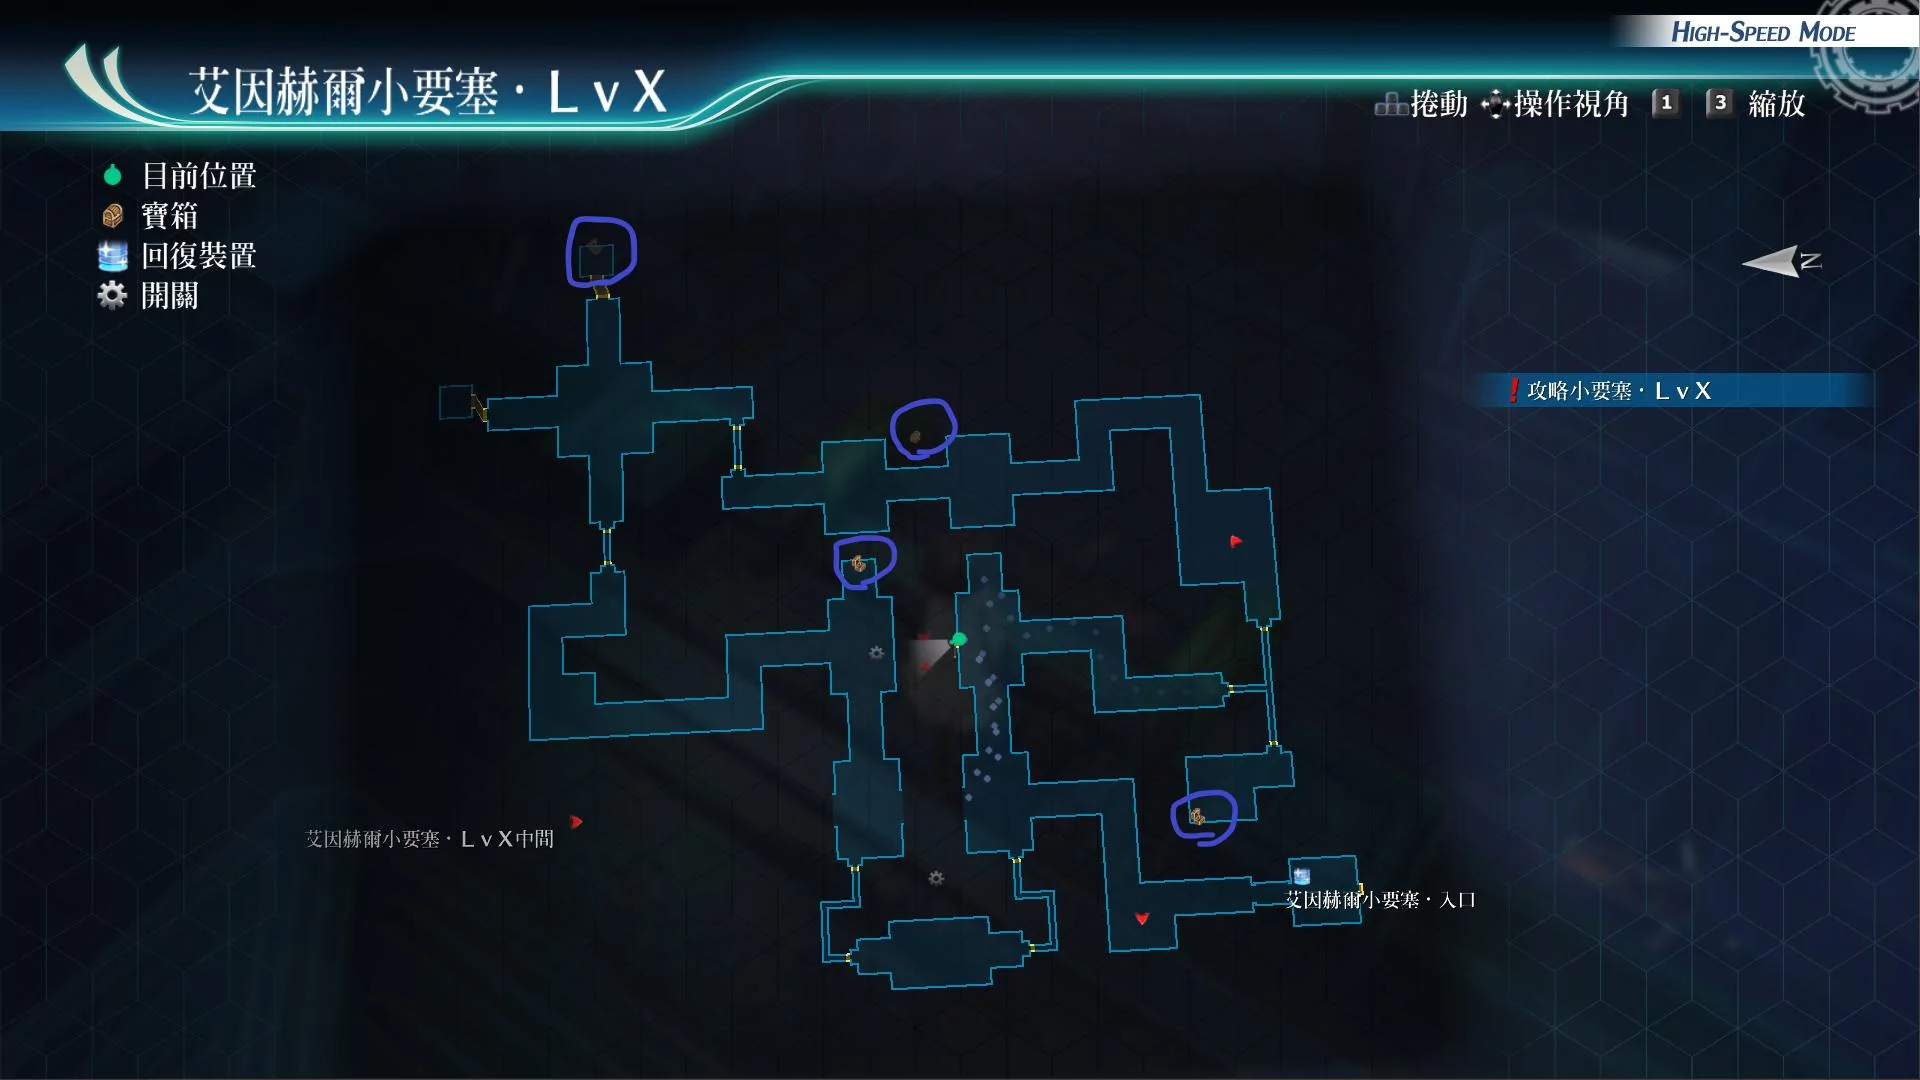 HIGH-SPEED MODE
艾因赫爾小要塞·LvX
捲動 操作視角 1 3 縮放
目前位置
寶箱
回復裝置
開關
N
! 攻略小要塞·LvX
艾因赫爾小要塞·LvX中間
艾因赫爾小要塞·入口